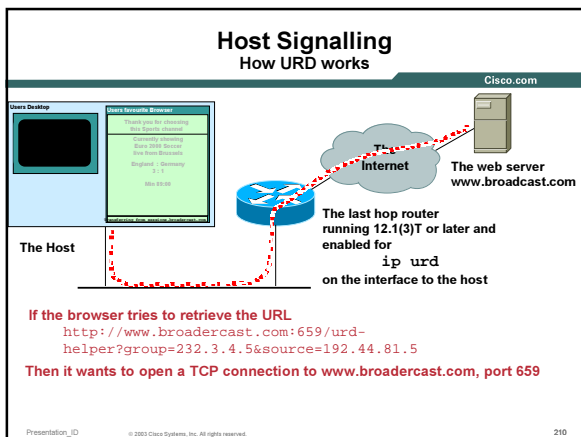 Host Signalling
How URD works
Cisco.com
Users Desktop
Users favourite Browser
Thank you for choosing
this Sports channel
Currently showing
Euro 2000 Soccer
live from Brussels
England : Germany
Min
The
Internet
The web server
www.broadcast.com
The last hop router
running 12.1(3)T or later and
enabled for
ip urd
on the interface to the host
The Host
If the browser tries to retrieve the URL
http://www.broadercast.com:659/urd-
helper?group=232.3.4.5&source=192.44.81.5
Then it wants to open a TCP connection to www.broadercast.com, port 659
Presentation_ID
© 2003 Cisco Systems, Inc. All rights reserved.
210